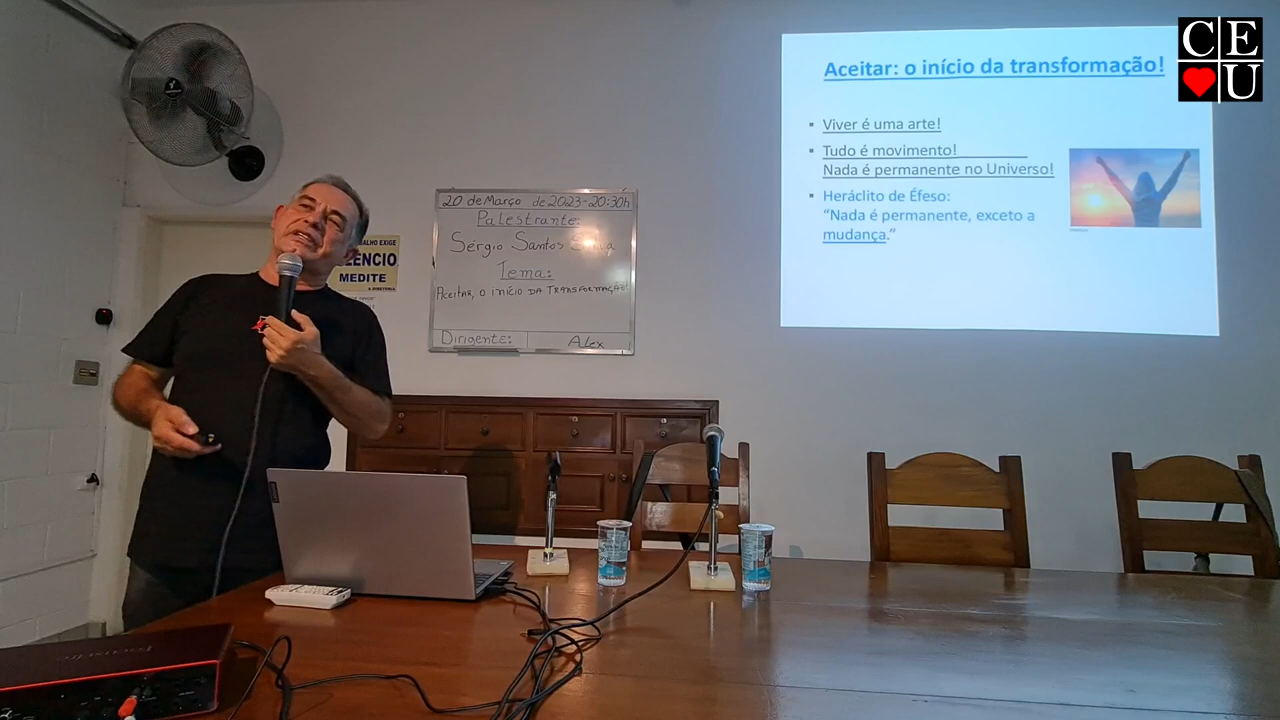 CE
U
Aceitar: o início da transformação!
Viver é uma arte!
Tudo é movimento!
Nada é permanente no Universo!
Heráclito de Éfeso:
“Nada é permanente, exceto a
mudança.”
20 de Março de 2023-20:30h
Palestrante:
Sérgio Santos
Tema:
Aceitar, o início da transformação
Dirigente: Alex
EXIGE
MEDITE
A DIRETORIA